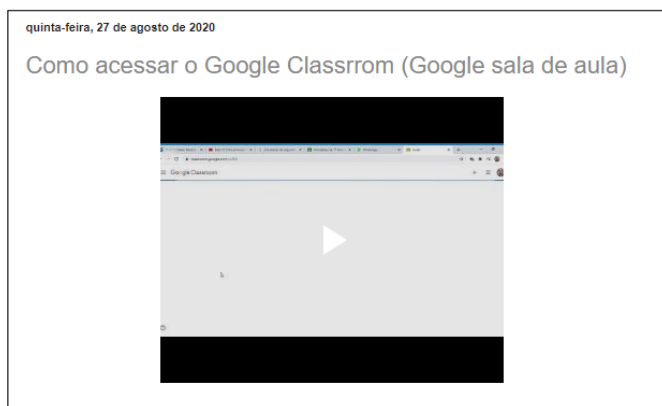 quinta-feira, 27 de agosto de 2020
Como acessar o Google Classrrom (Google sala de aula)
Google Classroom